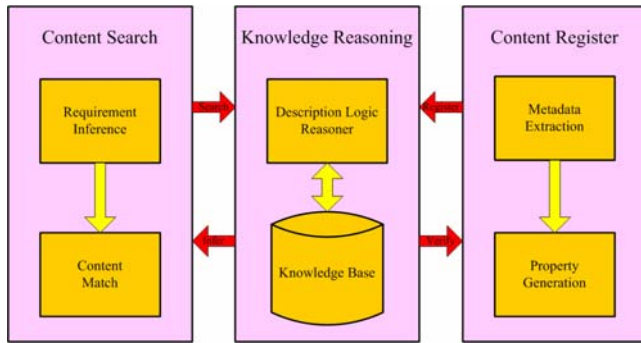 Content Search
Knowledge Reasoning
Content Register
Requirement
Inference
Search
Description Logic
Reasoner
Register
Metadata
Extraction
Content
Match
Infer
Knowledge Base
Verify
Property
Generation